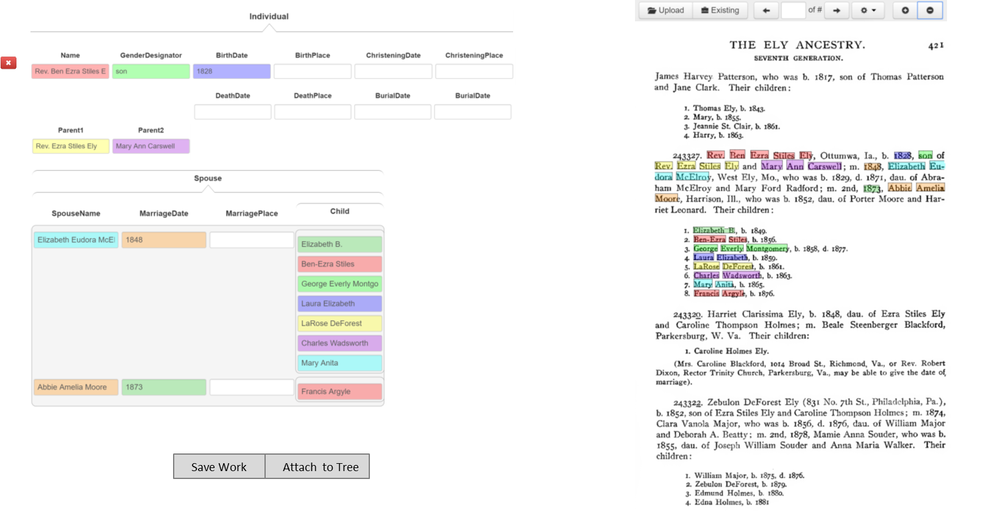 Individual
Name GenderDesignator BirthDate BirthPlace ChristeningDate ChristeningPlace
Rev. Ben Ezra Stiles E son 1828
DeathDate DeathPlace BurialDate BurialDate
Parent1 Parent2
Rev. Ezra Stiles Ely Mary Ann Carswell
Spouse
SpouseName MarriageDate MarriagePlace Child
Elizabeth Eudora McE 1848
Elizabeth B.
Ben-Ezra Stiles
George Everly Montgo
Laura Elizabeth
LaRose DeForest
Charles Wadsworth
Mary Anita
Abbie Amelia Moore 1873
Francis Argyle
Save Work Attach to Tree
Upload Existing of #
THE ELY ANCESTRY. 421
SEVENTH GENERATION.
James Harvey Patterson, who was b. 1817, son of Thomas Patterson
and Jane Clark. Their children:
1. Thomas Ely, b. 1843.
2. Mary, b. 1855.
3. Jeannie St. Clair, b. 1861.
4. Harry, b. 1863.
243327. Rev. Ben Ezra Stiles Ely, Ottumwa, Ia., b. 1828, son of
Rev. Ezra Stiles Ely and Mary Ann Carswell; m. 1848, Elizabeth Eu-
dora McElroy, West Ely, Mo., who was b. 1829, d. 1871, dau. of Abra-
ham McElroy and Mary Ford Radford; m. 2nd, 1873, Abbie Amelia
Moore, Harrison, Ill., who was b. 1852, dau. of Porter Moore and Har-
riet Leonard. Their children:
1. Elizabeth B., b. 1849.
2. Ben-Ezra Stiles, b. 1856.
3. George Everly Montgomery, b. 1858, d. 1877.
4. Laura Elizabeth, b. 1859.
5. LaRose DeForest, b. 1861.
6. Charles Wadsworth, b. 1863.
7. Mary Anita, b. 1865.
8. Francis Argyle, b. 1876.
243320. Harriet Clarissima Ely, b. 1848, dau. of Ezra Stiles Ely
and Caroline Thompson Holmes; m. Beale Steenberger Blackford,
Parkersburg, W. Va. Their children:
1. Caroline Holmes Ely.
(Mrs. Caroline Blackford, 1014 Broad St., Richmond, Va., or Rev. Robert
Dixon, Rector Trinity Church, Parkersburg, Va., may be able to give the date of
marriage).
243322. Zebulon DeForest Ely (831 No. 7th St., Philadelphia, Pa.),
b. 1852, son of Ezra Stiles Ely and Caroline Thompson Holmes; m. 1874,
Clara Vanola Major, who was b. 1856, d. 1876, dau. of William Major
and Deborah A. Beatty; m. 2nd, 1878, Mamie Anna Souder, who was b.
1855, dau. of Joseph William Souder and Anna Maria Walker. Their
children:
1. William Major, b. 1875, d. 1876.
2. Zebulon DeForest, b. 1879.
3. Edmund Holmes, b. 1880.
4. Edna Holmes, b. 1881